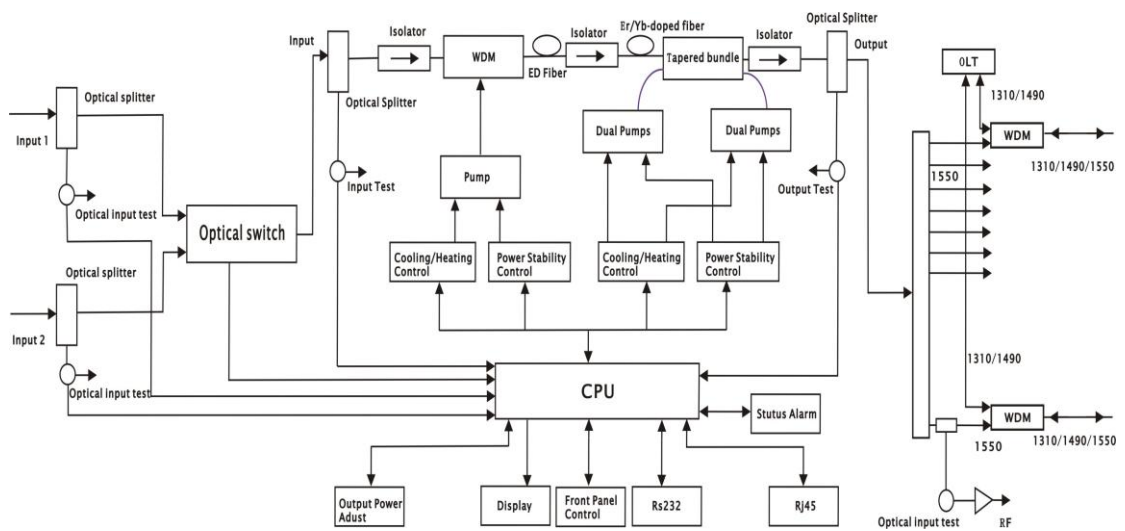 Optical Splitter
Er/Yb-doped fiber
Input
Isolator
Isolator
Isolator
Output
WDM
Tapered bundle
OLT
ED Fiber
Optical splitter
Optical Splitter
1310/1490
Input 1
Dual Pumps
Dual Pumps
WDM
1310/1490/1550
1550
Pump
Input Test
Output Test
Optical input test
Optical switch
Cooling/Heating
Control
Power Stability
Control
Cooling/Heating
Control
Power Stability
Control
Optical splitter
Input 2
1310/1490
Optical input test
CPU
Stutus Alarm
WDM
1310/1490/1550
1550
Output Power
Adust
Display
Front Panel
Control
Rs232
Rj45
Optical input test
RF